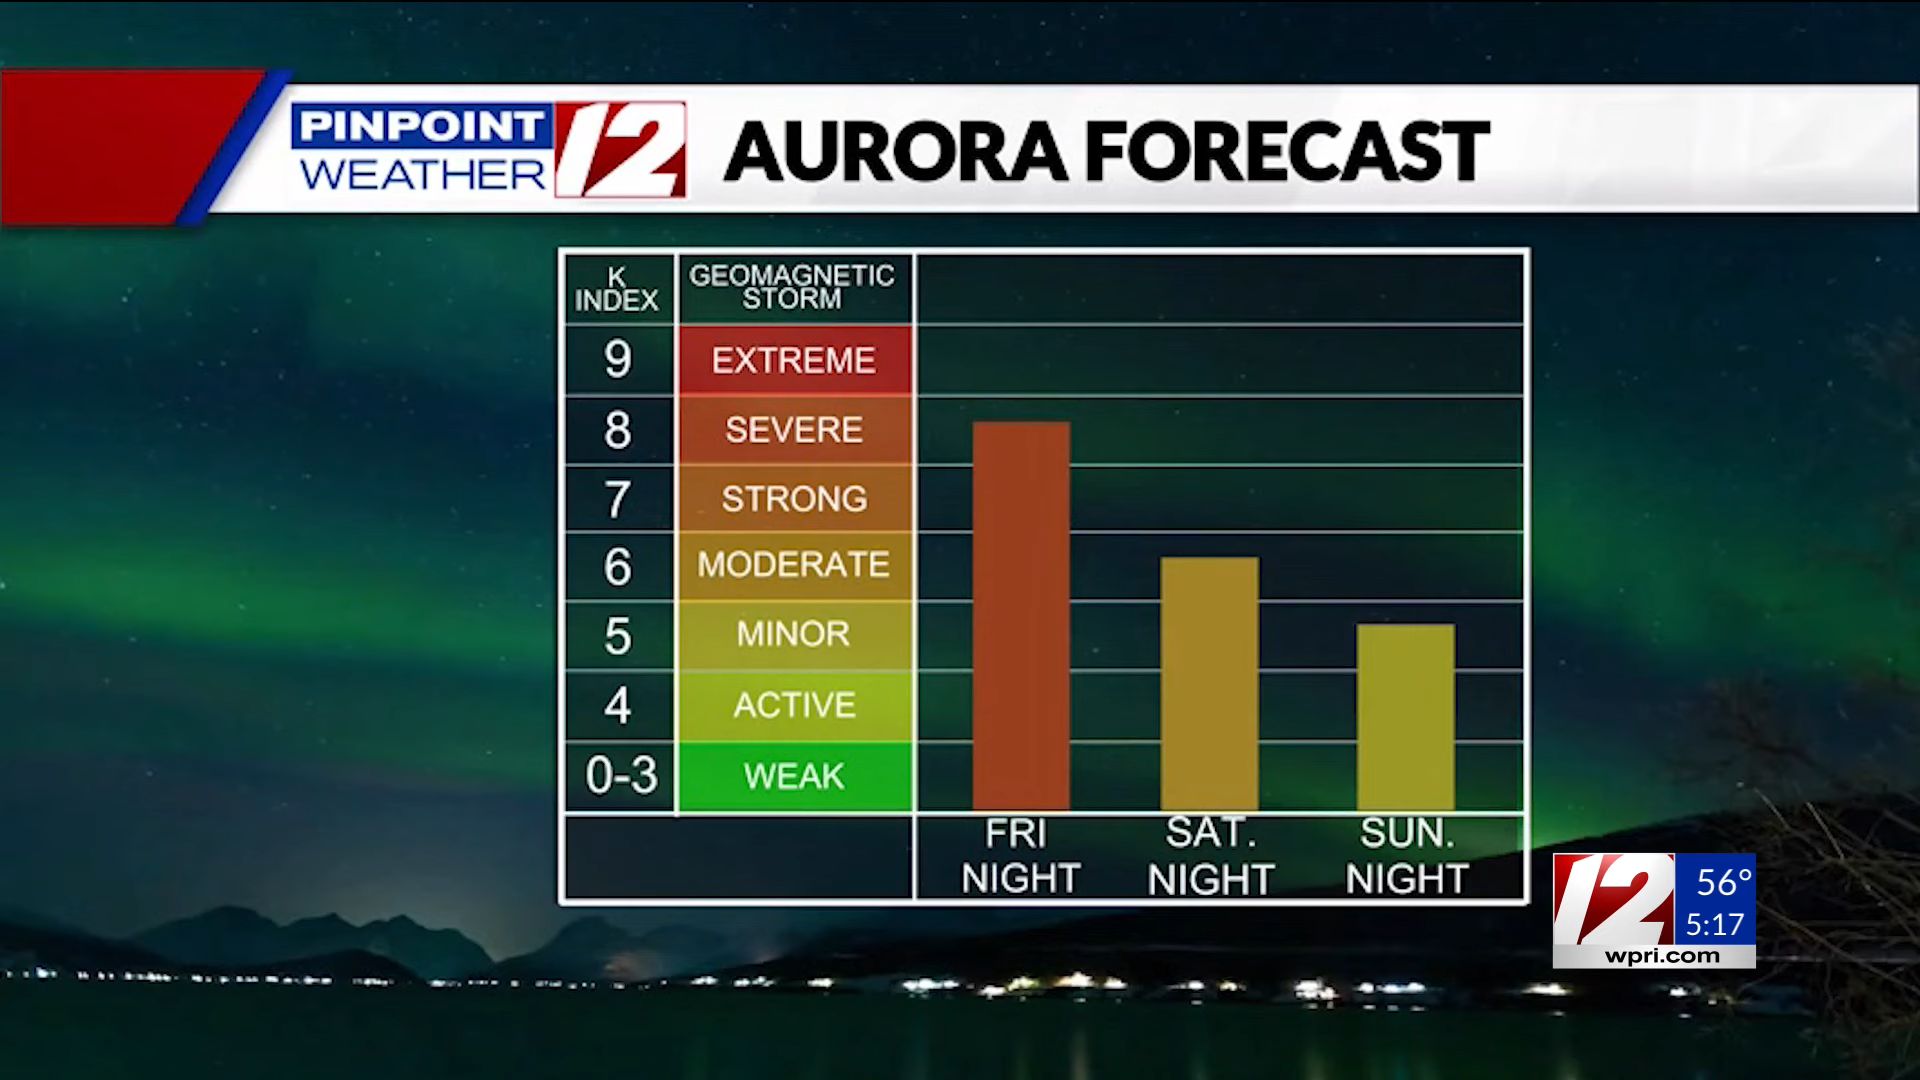 PINPOINT
WEATHER
12
AURORA FORECAST
K
INDEX
GEOMAGNETIC
STORM
9
EXTREME
8
SEVERE
7
STRONG
6
MODERATE
5
MINOR
4
ACTIVE
0-3
WEAK
FRI
NIGHT
SAT.
NIGHT
SUN.
NIGHT
12
56°
5:17
wpri.com